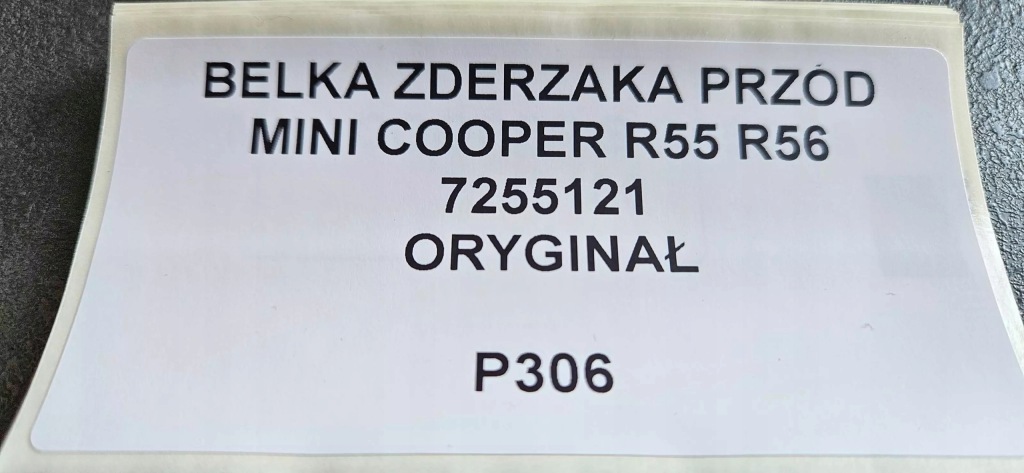 BELKA ZDERZAKA PRZÓD
MINI COOPER R55 R56
7255121
ORYGINAŁ
P306